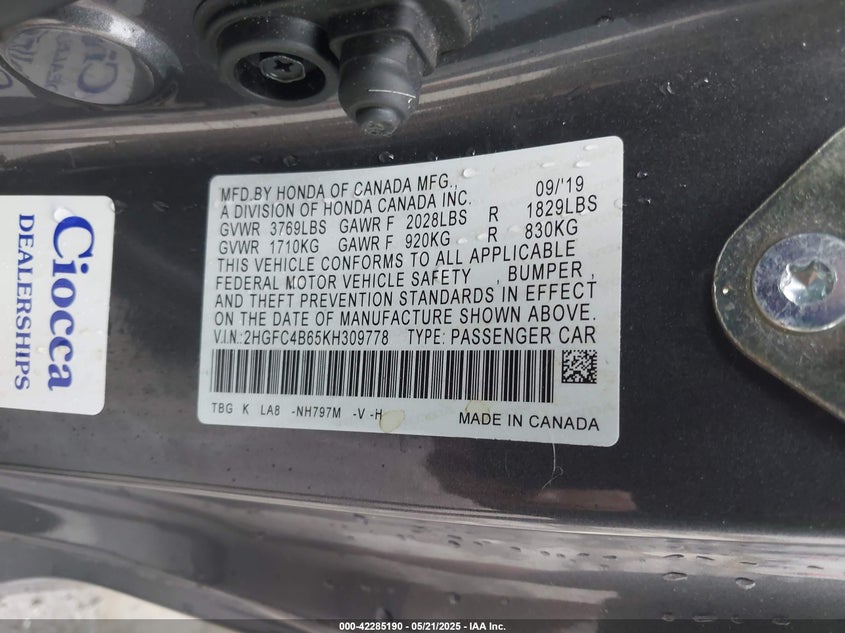 MFD.BY HONDA OF CANADA MFG., 09/'19
A DIVISION OF HONDA CANADA INC.
GVWR 3769LBS GAWR F 2028LBS R 1829LBS
GVWR 1710KG GAWR F 920KG R 830KG
THIS VEHICLE CONFORMS TO ALL APPLICABLE
FEDERAL MOTOR VEHICLE SAFETY , BUMPER ,
AND THEFT PREVENTION STANDARDS IN EFFECT
ON THE DATE OF MANUFACTURE SHOWN ABOVE.
V.I.N.:2HGFC4B65KH309778 TYPE: PASSENGER CAR
TBG K LA8 -NH797M -V -H
MADE IN CANADA
Ciocca
DEALERSHIPS
000-42285190 - 05/21/2025 - IAA Inc.